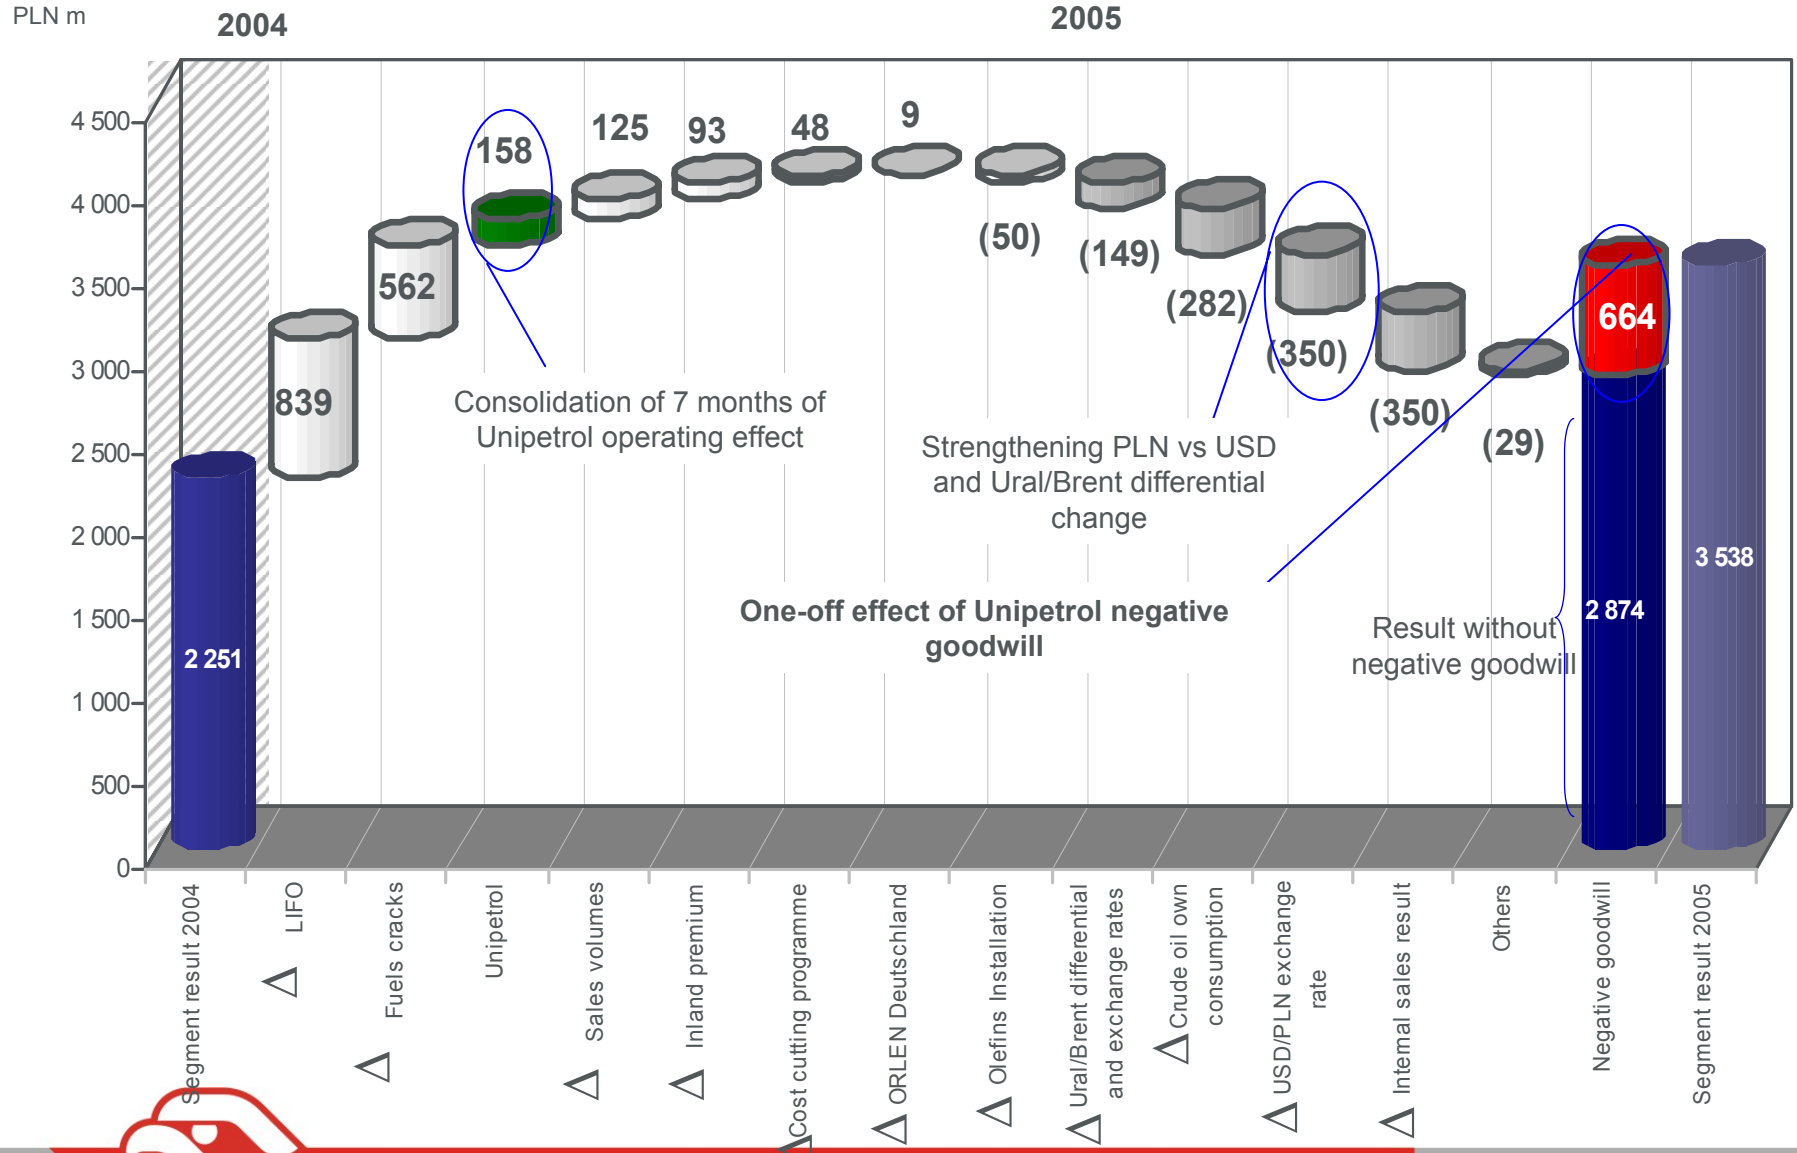 PLN m
2004
2005
4 500
4 000
3 500
3 000
2 500
2 000
1 500
1 000
500
0
2 251
839
562
158
125
93
48
9
(50)
(149)
(282)
(350)
(350)
(29)
664
2 874
3 538
Consolidation of 7 months of
Unipetrol operating effect
Strengthening PLN vs USD
and Ural/Brent differential
change
One-off effect of Unipetrol negative
goodwill
Result without
negative goodwill
Segment result 2004
Δ LIFO
Δ Fuels cracks
Unipetrol
Δ Sales volumes
Δ Inland premium
Δ Cost cutting programme
Δ ORLEN Deutschland
Δ Olefins Installation
Δ Ural/Brent differential
and exchange rates
Δ Crude oil own
consumption
Δ USD/PLN exchange
rate
Δ Internal sales result
Others
Negative goodwill
Segment result 2005